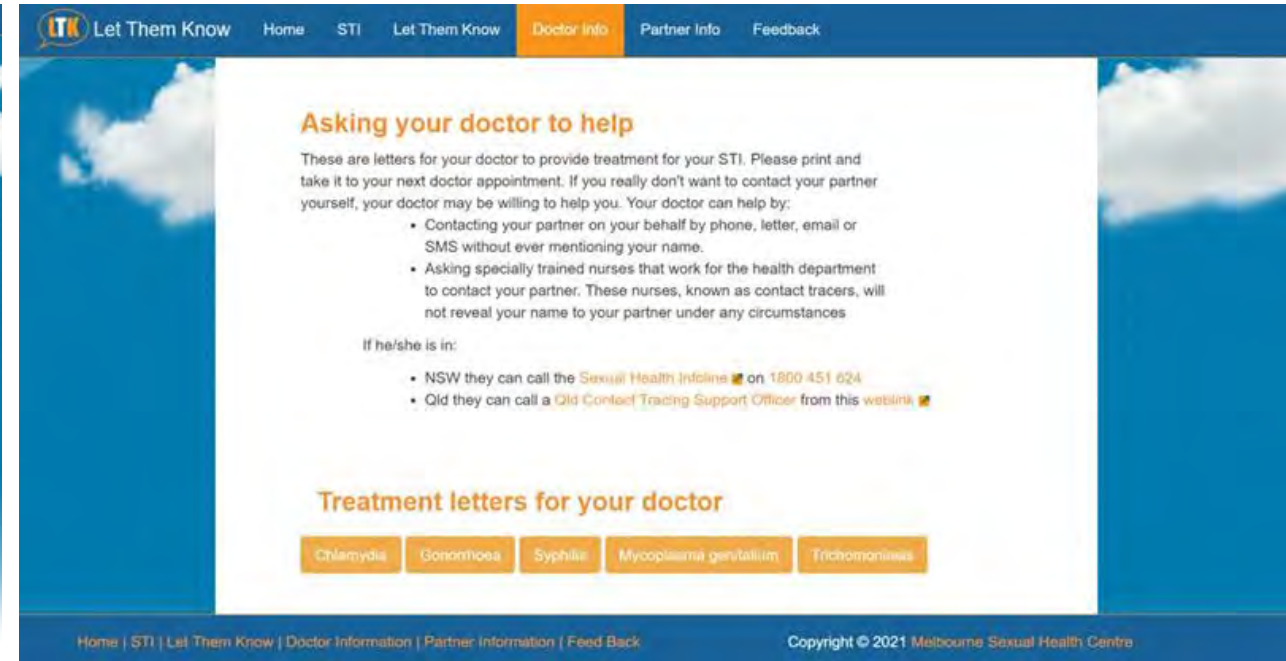 LTK Let Them Know Home STI Let Them Know Doctor Info Partner Info Feedback
Asking your doctor to help
These are letters for your doctor to provide treatment for your STI. Please print and
take it to your next doctor appointment. If you really don't want to contact your partner
yourself, your doctor may be willing to help you. Your doctor can help by:
• Contacting your partner on your behalf by phone, letter, email or
SMS without ever mentioning your name.
• Asking specially trained nurses that work for the health department
to contact your partner. These nurses, known as contact tracers, will
not reveal your name to your partner under any circumstances
If he/she is in:
• NSW they can call the Sexual Health Infoline on 1800 451 624
• Qld they can call a Qld Contact Tracing Support Officer from this weblink
Treatment letters for your doctor
Chlamydia Gonorrhoea Syphilis Mycoplasma genitalium Trichomoniasis
Home | STI | Let Them Know | Doctor Information | Partner Information | Feed Back Copyright © 2021 Melbourne Sexual Health Centre